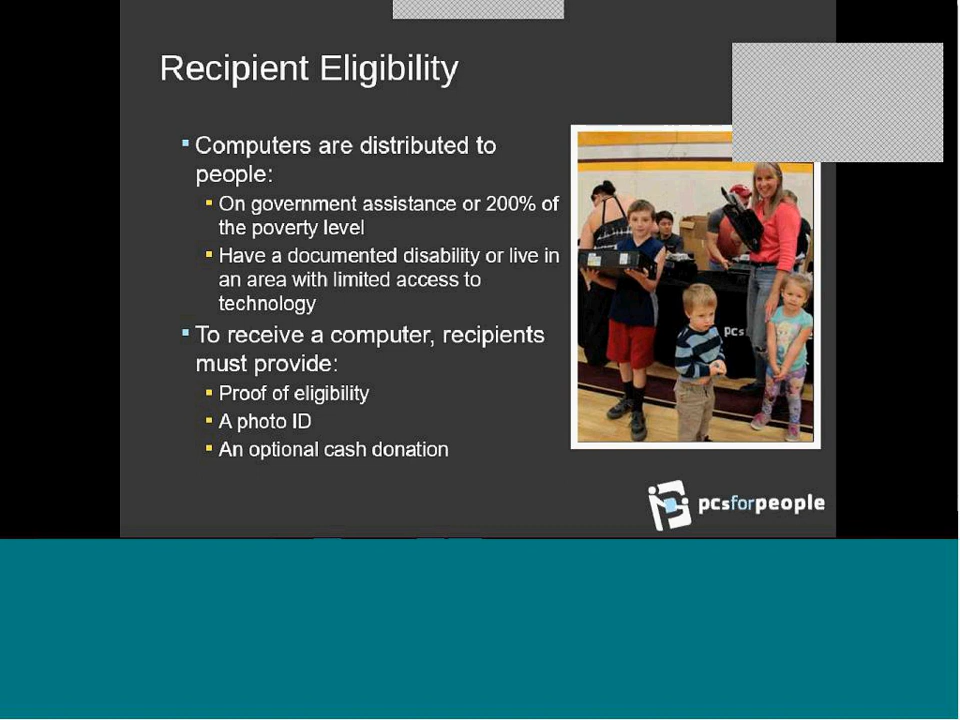 Recipient Eligibility
Computers are distributed to
people:
On government assistance or 200% of
the poverty level
Have a documented disability or live in
an area with limited access to
technology
To receive a computer, recipients
must provide:
Proof of eligibility
A photo ID
An optional cash donation
pcs
pcsforpeople